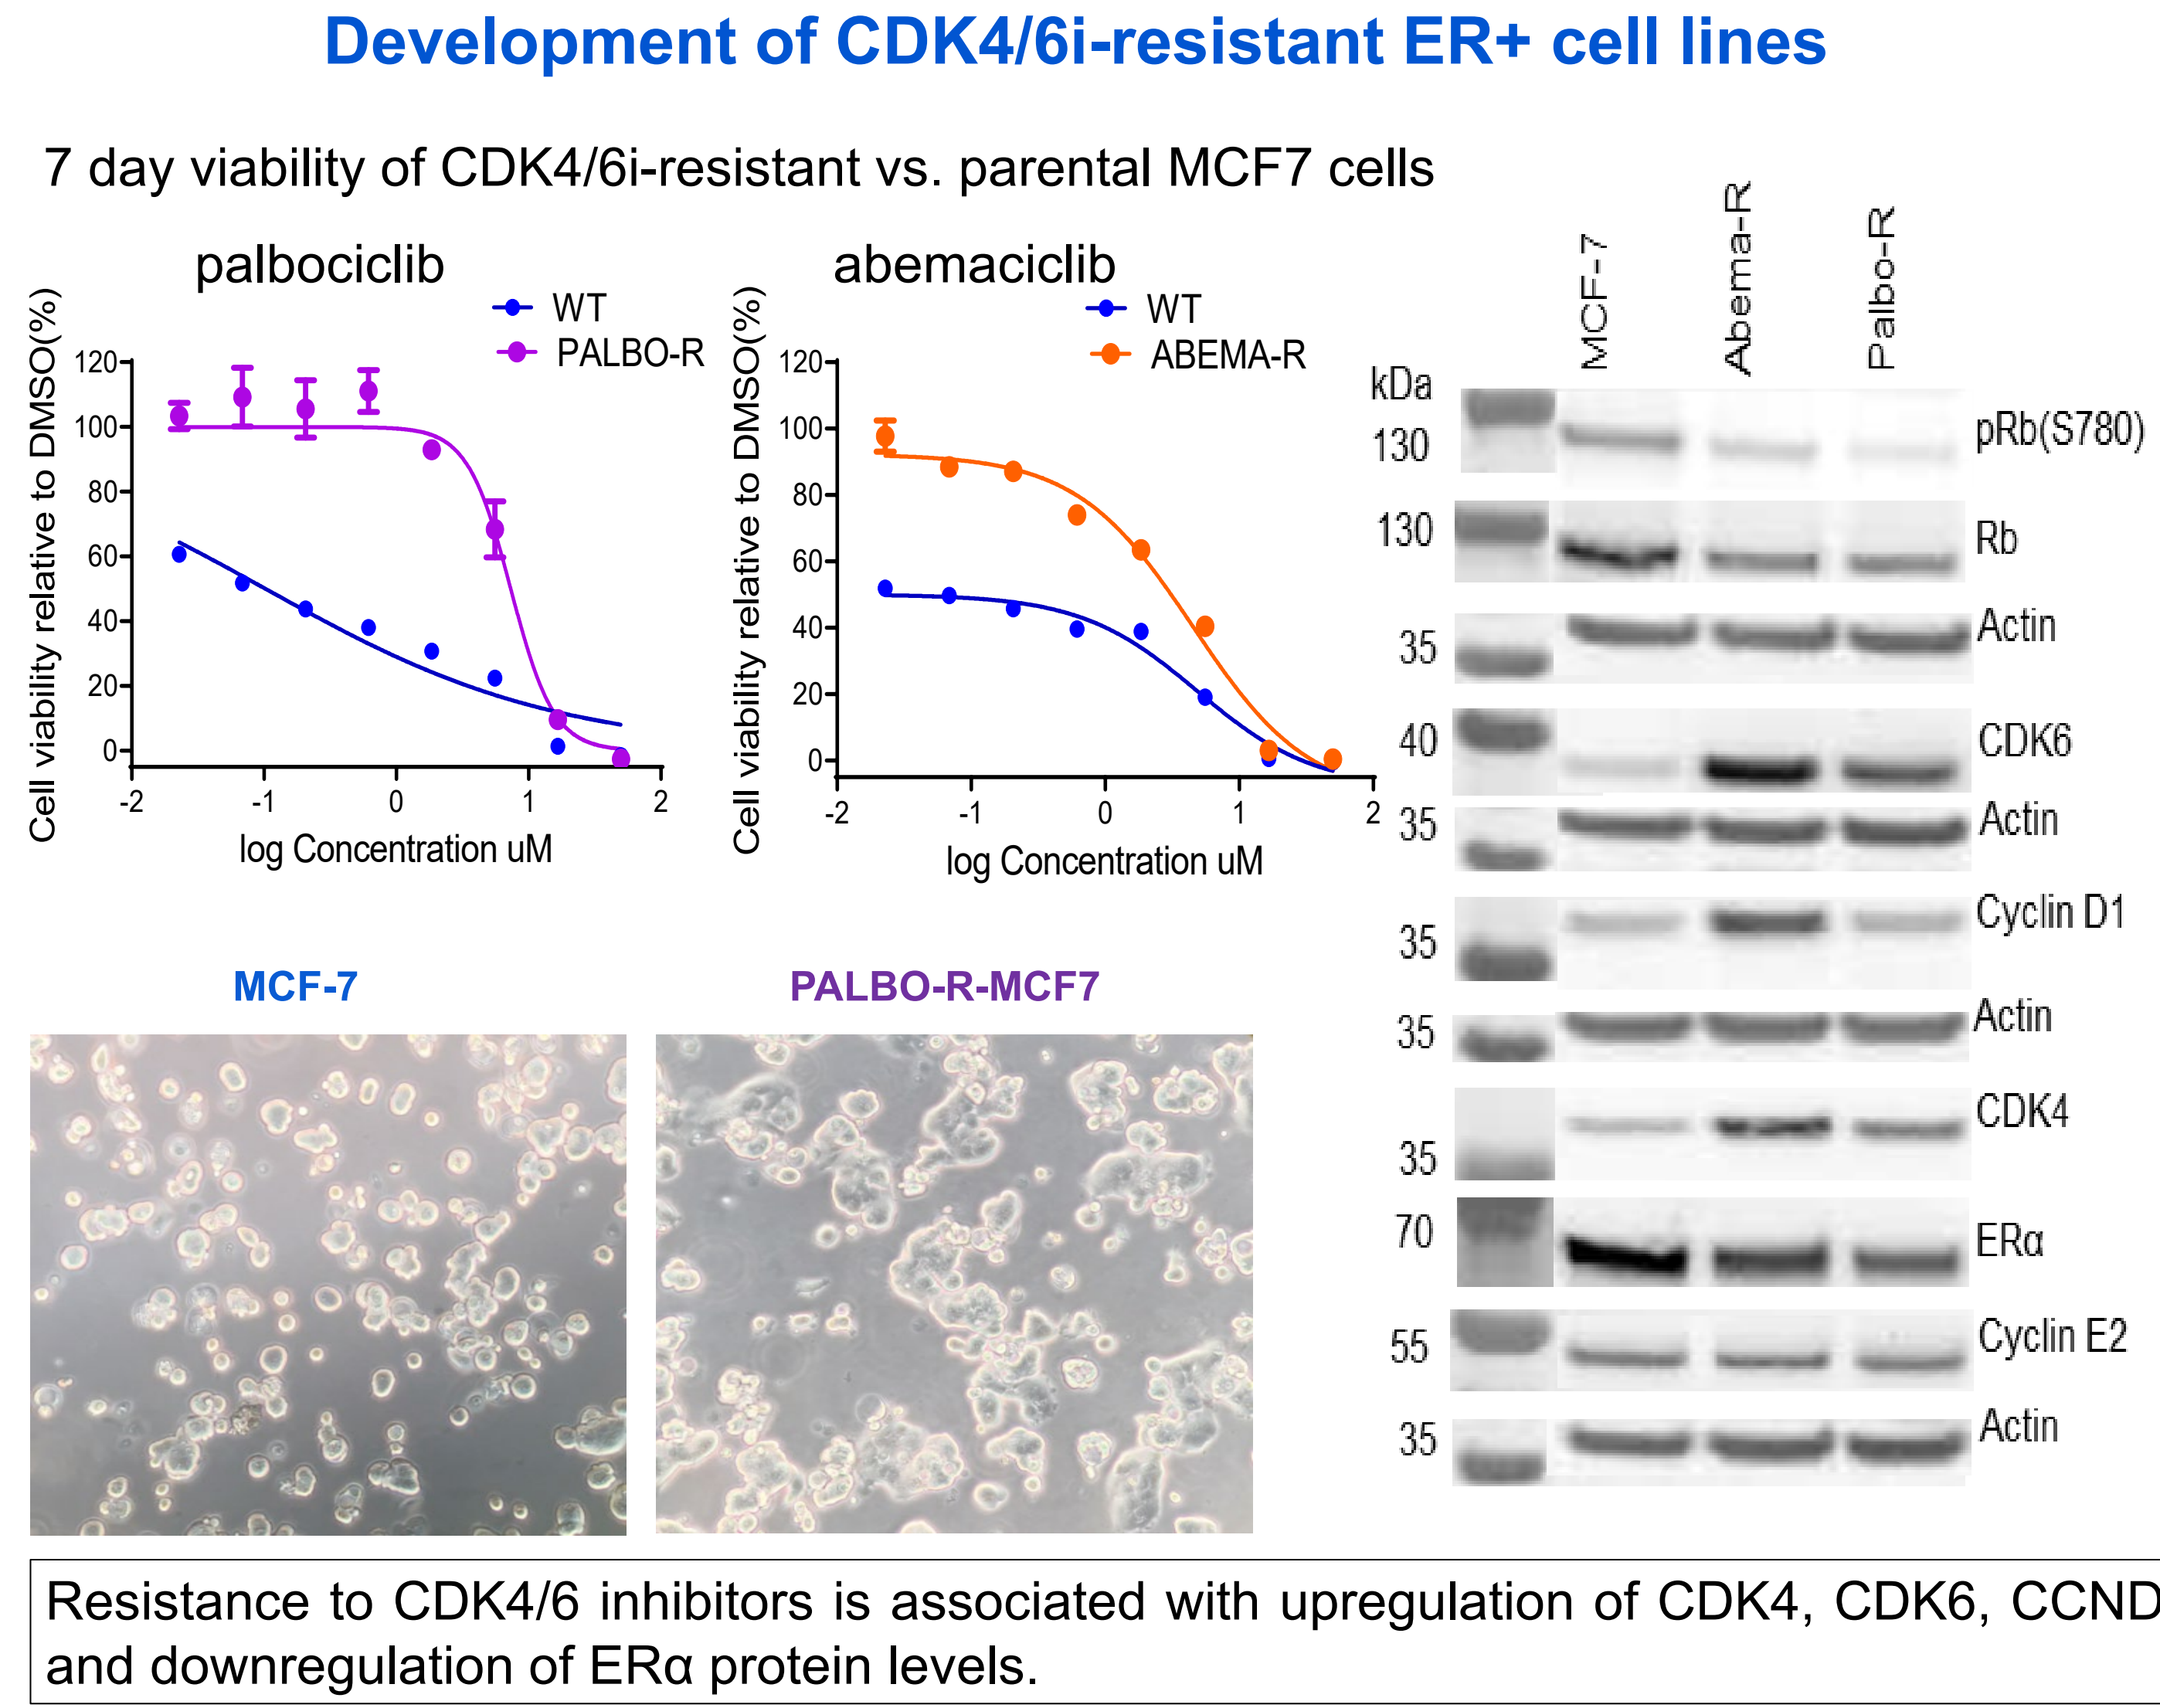 Development of CDK4/6i-resistant ER+ cell lines
7 day viability of CDK4/6i-resistant vs. parental MCF7 cells
palbociclib
WT
PALBO-R
Cell viability relative to DMSO(%)
120
100
80
60
40
20
0
-2 -1 0 1 2
log Concentration uM
abemaciclib
WT
ABEMA-R
Cell viability relative to DMSO(%)
120
100
80
60
40
20
0
-2 -1 0 1 2
log Concentration uM
MCF-7
PALBO-R-MCF7
MCF-7 Abema-R Palbo-R
kDa
130 pRb(S780)
130 Rb
35 Actin
40 CDK6
35 Actin
35 Cyclin D1
35 Actin
35 CDK4
70 ERα
55 Cyclin E2
35 Actin
Resistance to CDK4/6 inhibitors is associated with upregulation of CDK4, CDK6, CCND
and downregulation of ERα protein levels.